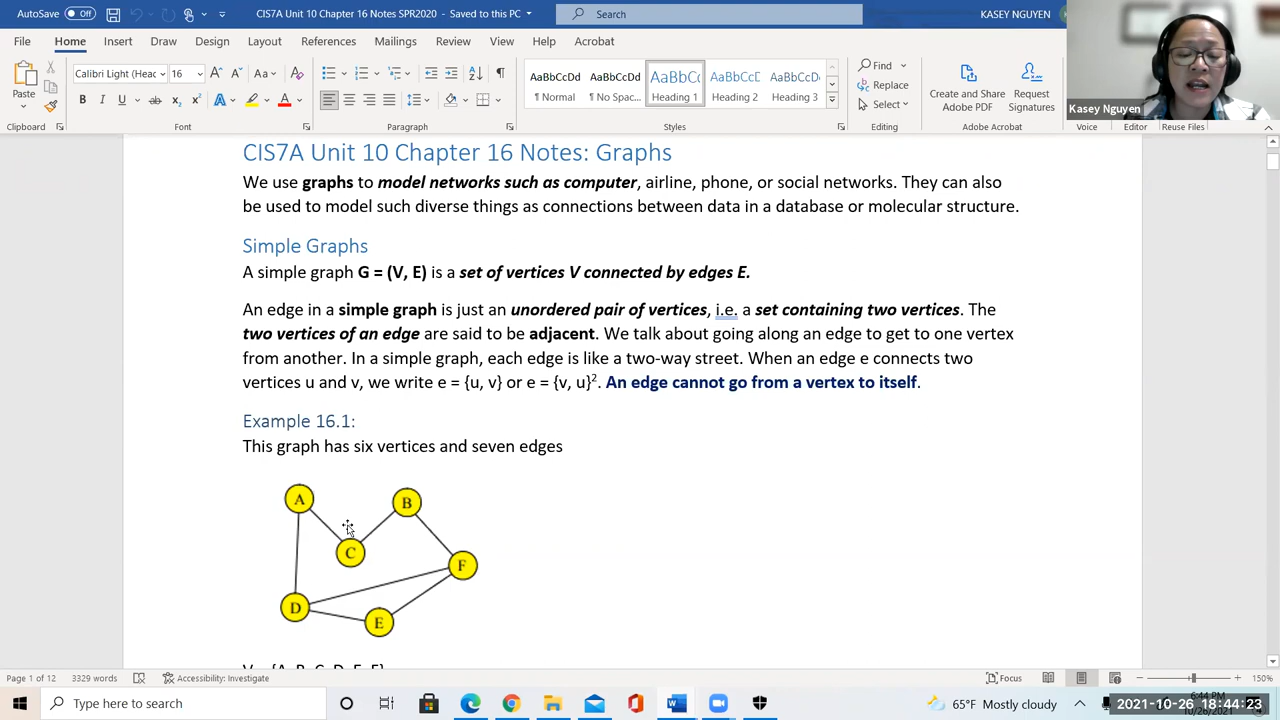 AutoSave Off
CIS7A Unit 10 Chapter 16 Notes SPR2020 - Saved to this PC
Search
KASEY NGUYEN
File Home Insert Draw Design Layout References Mailings Review View Help Acrobat
Paste
Calibri Light (Head 16
AaBbCcDd AaBbCcDd AaBbC AaBbCcC AaBbCcD
¶ Normal ¶ No Spac... Heading 1 Heading 2 Heading 3
Find
Replace
Select
Create and Share Adobe PDF
Request Signatures
Clipboard Font Paragraph Styles Editing Adobe Acrobat Voice Editor Reuse Files
Kasey Nguyen
CIS7A Unit 10 Chapter 16 Notes: Graphs
We use graphs to model networks such as computer, airline, phone, or social networks. They can also
be used to model such diverse things as connections between data in a database or molecular structure.
Simple Graphs
A simple graph G = (V, E) is a set of vertices V connected by edges E.
An edge in a simple graph is just an unordered pair of vertices, i.e. a set containing two vertices. The
two vertices of an edge are said to be adjacent. We talk about going along an edge to get to one vertex
from another. In a simple graph, each edge is like a two-way street. When an edge e connects two
vertices u and v, we write e = {u, v} or e = {v, u}². An edge cannot go from a vertex to itself.
Example 16.1:
This graph has six vertices and seven edges
A
B
C
F
D
E
Page 1 of 12 3329 words Accessibility: Investigate
Focus
150%
Type here to search
65°F Mostly cloudy
6:44 PM
2021-10-26 18:44:23
10/26/2021